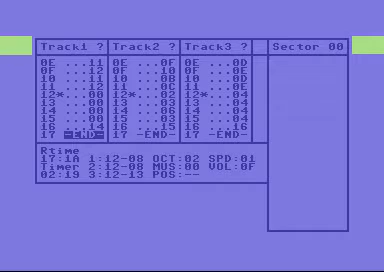 Track1 ? Track2 ? Track3 ? Sector 00
0E ...11 0E ...0F 0E ...0D
0F ...12 0F ...10 0F ...0E
10 ...11 10 ...0B 10 ...0D
11 ...12 11 ...0C 11 ...0E
12*...00 12*...02 12*...04
13 ...00 13 ...03 13 ...04
14 ...00 14 ...06 14 ...04
15 ...00 15 ...03 15 ...04
16 ...14 16 ...15 16 ...16
17 -END- 17 -END- 17 -END-
Rtime
17:1A 1:12-08 OCT:02 SPD:01
Timer 2:12-08 MUS:00 VOL:0F
02:19 3:12-13 POS:--